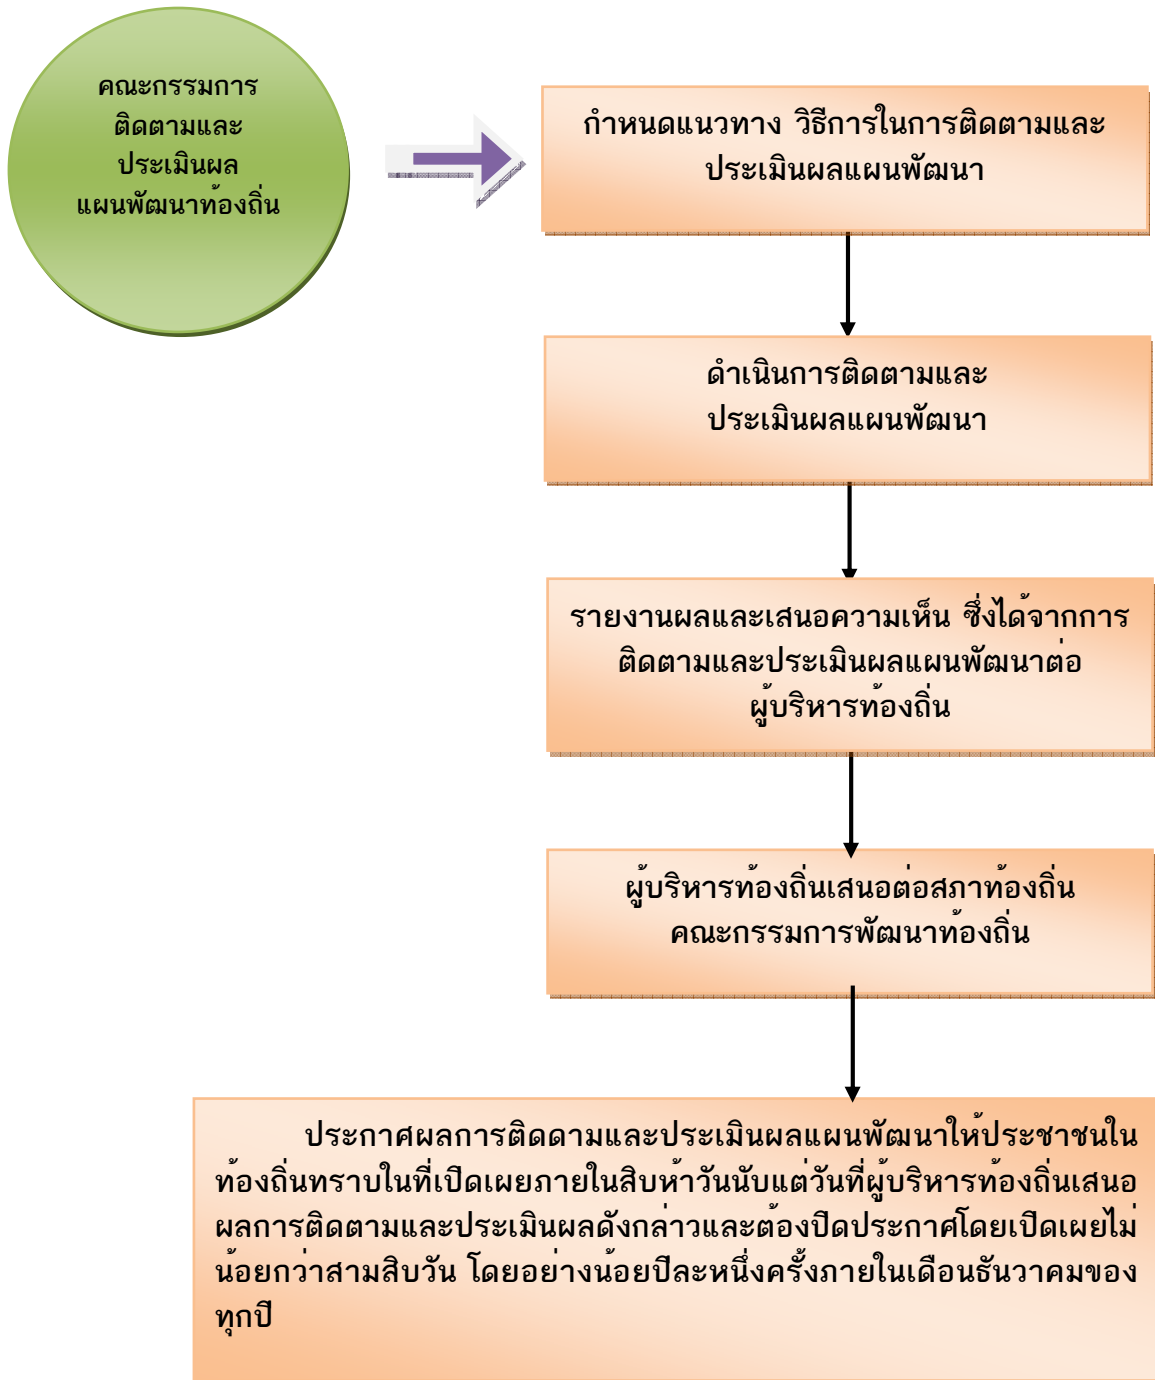 คณะกรรมการ
ติดตามและ
ประเมินผล
แผนพัฒนาท้องถิ่น
กำหนดแนวทาง วิธีการในการติดตามและ
ประเมินผลแผนพัฒนา
ดำเนินการติดตามและ
ประเมินผลแผนพัฒนา
รายงานผลและเสนอความเห็น ซึ่งได้จากการ
ติดตามและประเมินผลแผนพัฒนาต่อ
ผู้บริหารท้องถิ่น
ผู้บริหารท้องถิ่นเสนอต่อสภาท้องถิ่น
คณะกรรมการพัฒนาท้องถิ่น
ประกาศผลการติดดามและประเมินผลแผนพัฒนาให้ประชาชนใน
ท้องถิ่นทราบในที่เปิดเผยภายในสิบห้าวันนับแต่วันที่ผู้บริหารท้องถิ่นเสนอ
ผลการติดตามและประเมินผลดังกล่าวและต้องปิดประกาศโดยเปิดเผยไม่
น้อยกว่าสามสิบวัน โดยอย่างน้อยปีละหนึ่งครั้งภายในเดือนธันวาคมของ
ทุกปี